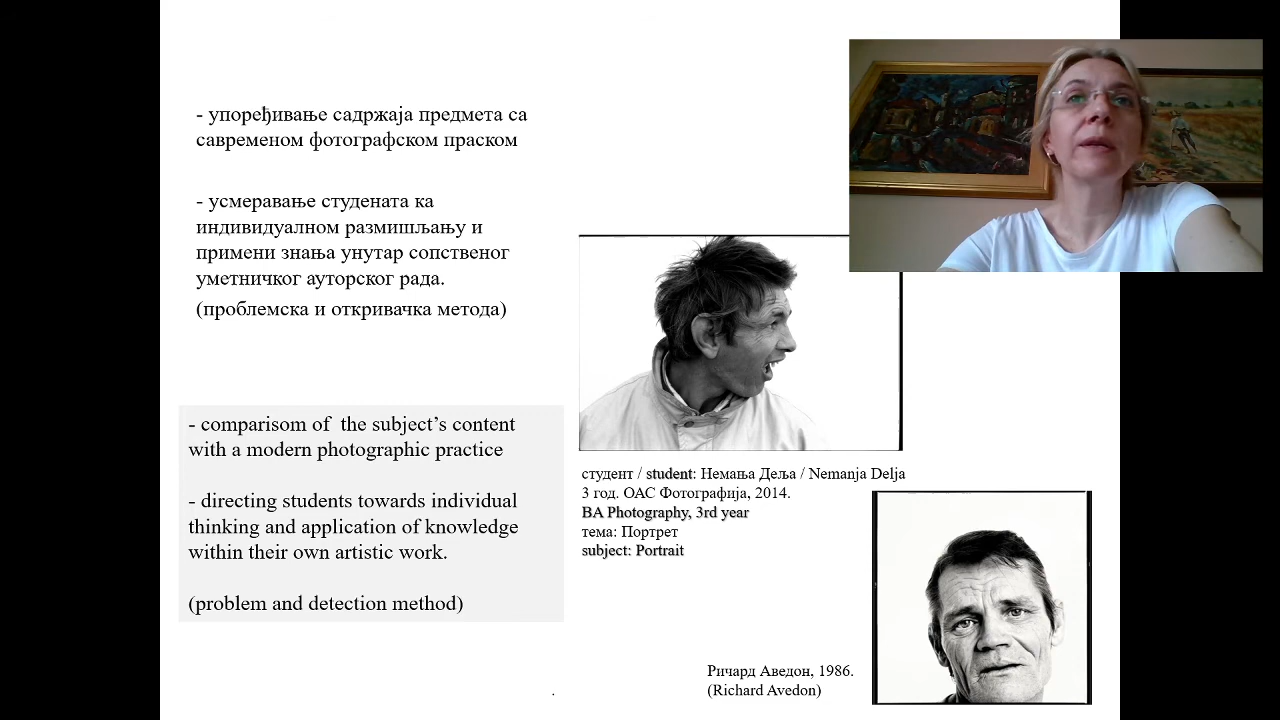 - упоређивање садржаја предмета са
савременом фотографском праском
- усмеравање студената ка
индивидуалном размишљању и
примени знања унутар сопственог
уметничког ауторског рада.
(проблемска и откривачка метода)
- comparisom of the subject’s content
with a modern photographic practice
- directing students towards individual
thinking and application of knowledge
within their own artistic work.
(problem and detection method)
студент / student: Немања Деља / Nemanja Delja
3 год. ОАС Фотографија, 2014.
BA Photography, 3rd year
тема: Портрет
subject: Portrait
Ричард Аведон, 1986.
(Richard Avedon)
.